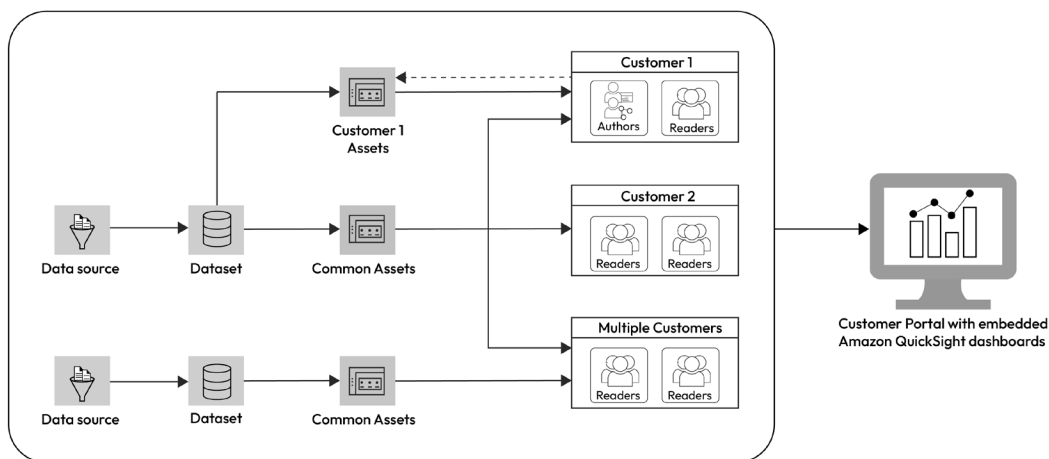 Customer 1
Authors
Readers
Customer 1
Assets
Customer 2
Readers
Readers
Data source
Dataset
Common Assets
Multiple Customers
Readers
Readers
Data source
Dataset
Common Assets
Customer Portal with embedded
Amazon QuickSight dashboards